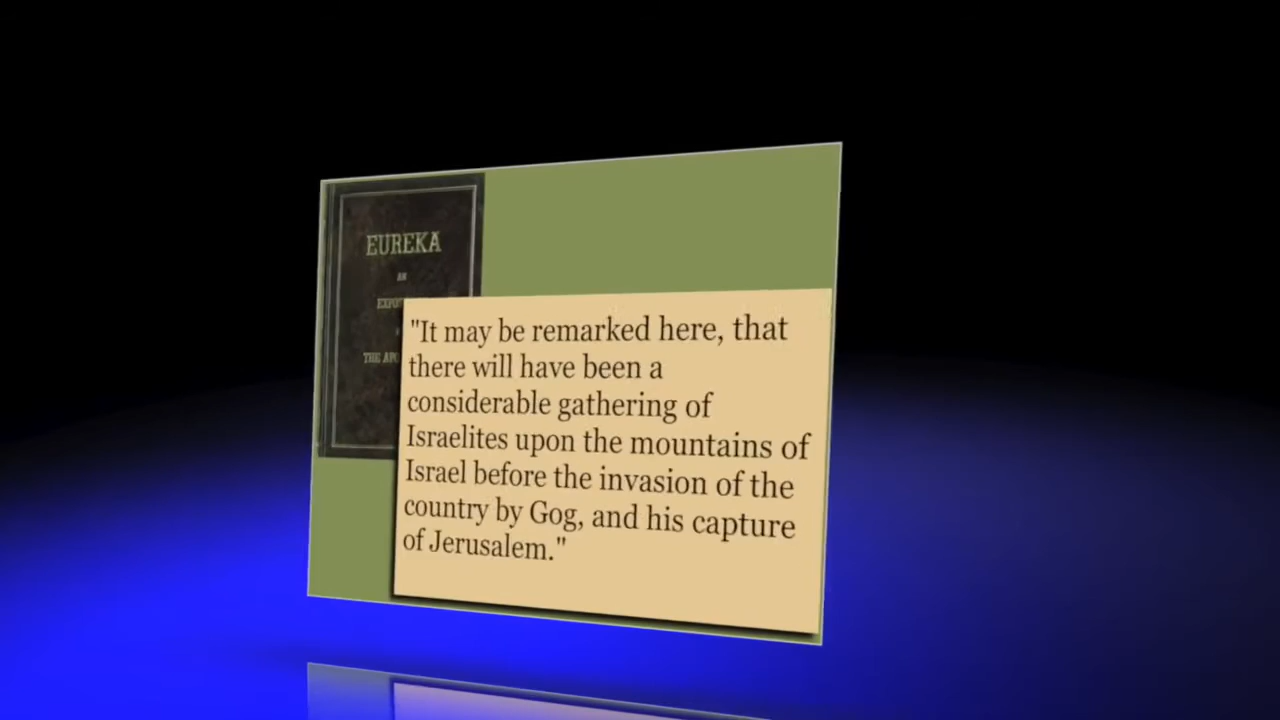 EUREKA
AN
THE
"It may be remarked here, that
there will have been a
considerable gathering of
Israelites upon the mountains of
Israel before the invasion of the
country by Gog, and his capture
of Jerusalem."